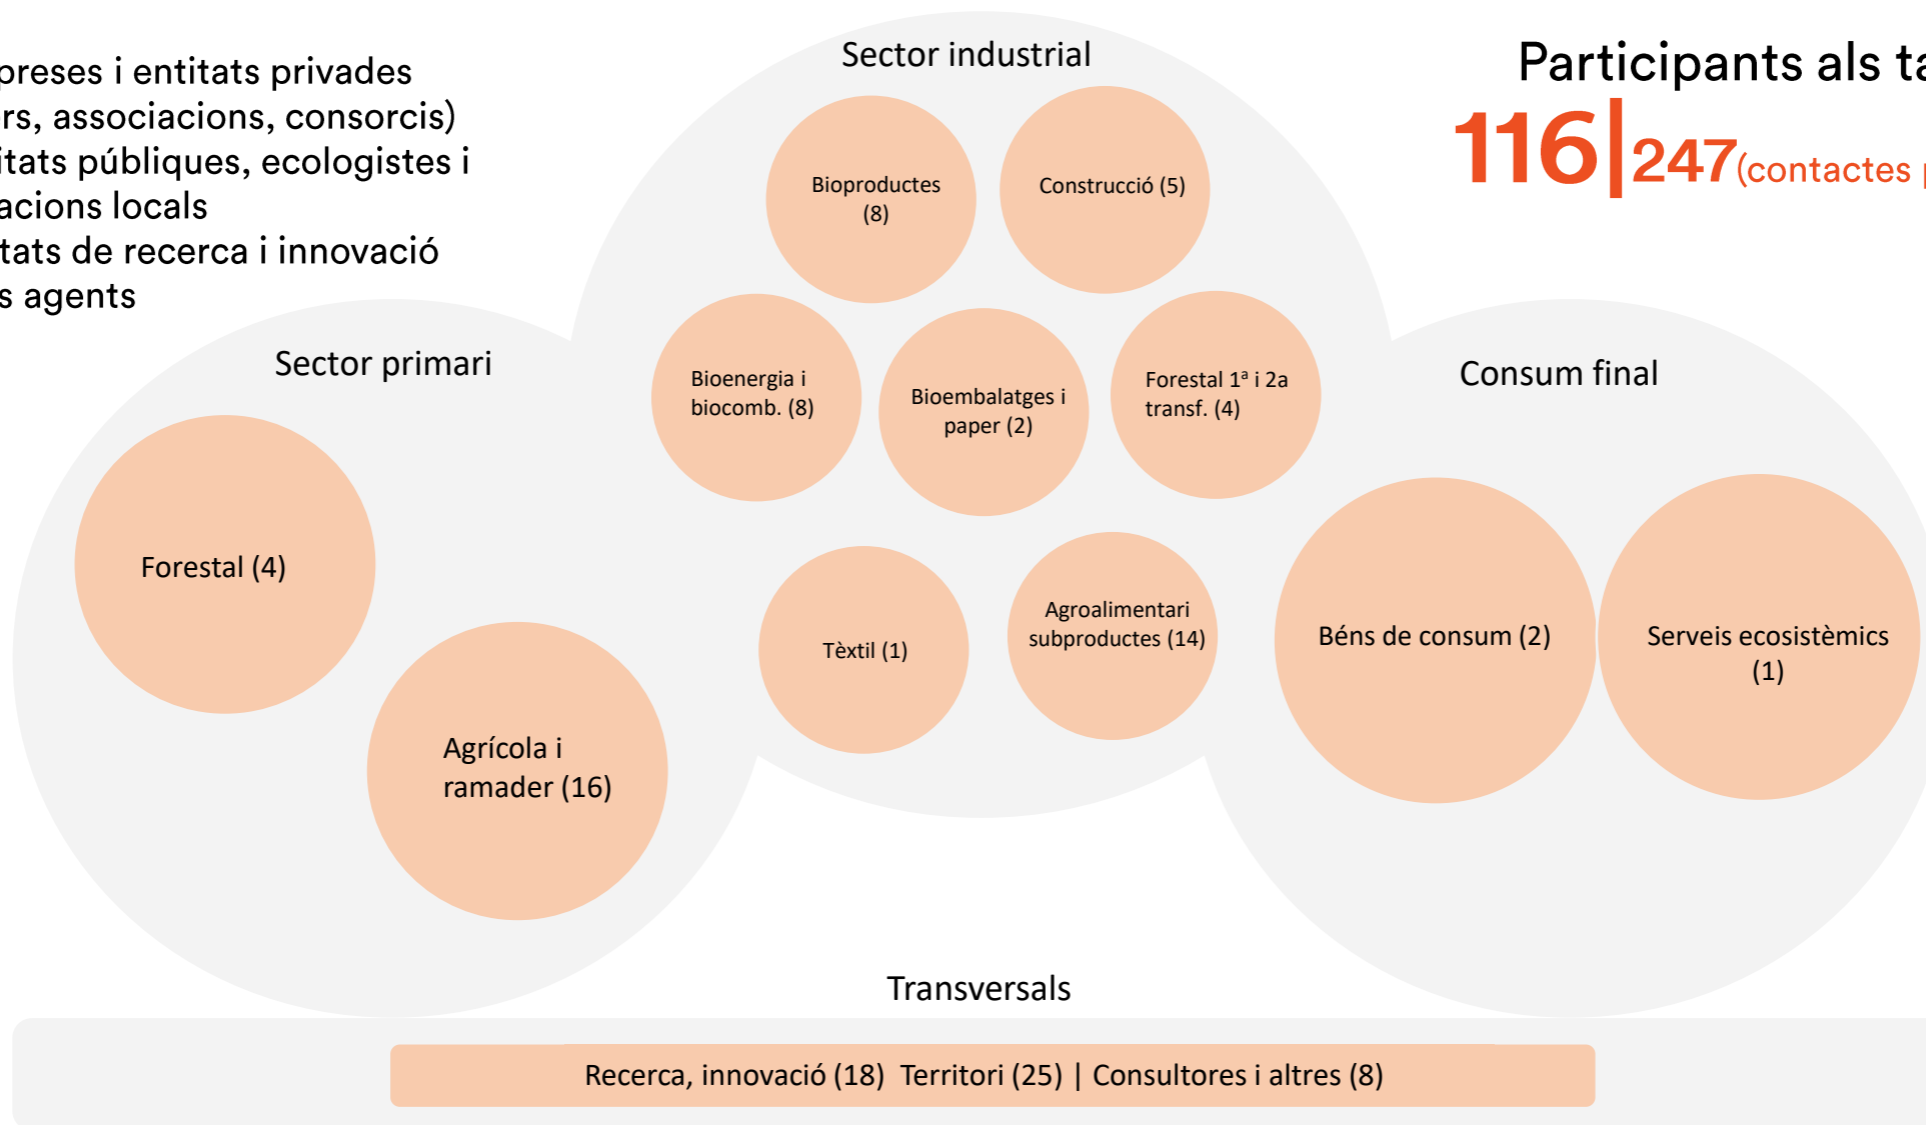 preses i entitats privades
rs, associacions, consorcis)
itats públiques, ecologistes i
acions locals
tats de recerca i innovació
s agents
Participants als ta
116|247(contactes p
Sector industrial
Bioproductes
(8)
Construcció (5)
Bioenergia i
biocomb. (8)
Bioembalatges i
paper (2)
Forestal 1ª i 2a
transf. (4)
Tèxtil (1)
Agroalimentari
subproductes (14)
Sector primari
Forestal (4)
Agrícola i
ramader (16)
Consum final
Béns de consum (2)
Serveis ecosistèmics
(1)
Transversals
Recerca, innovació (18) Territori (25) | Consultores i altres (8)